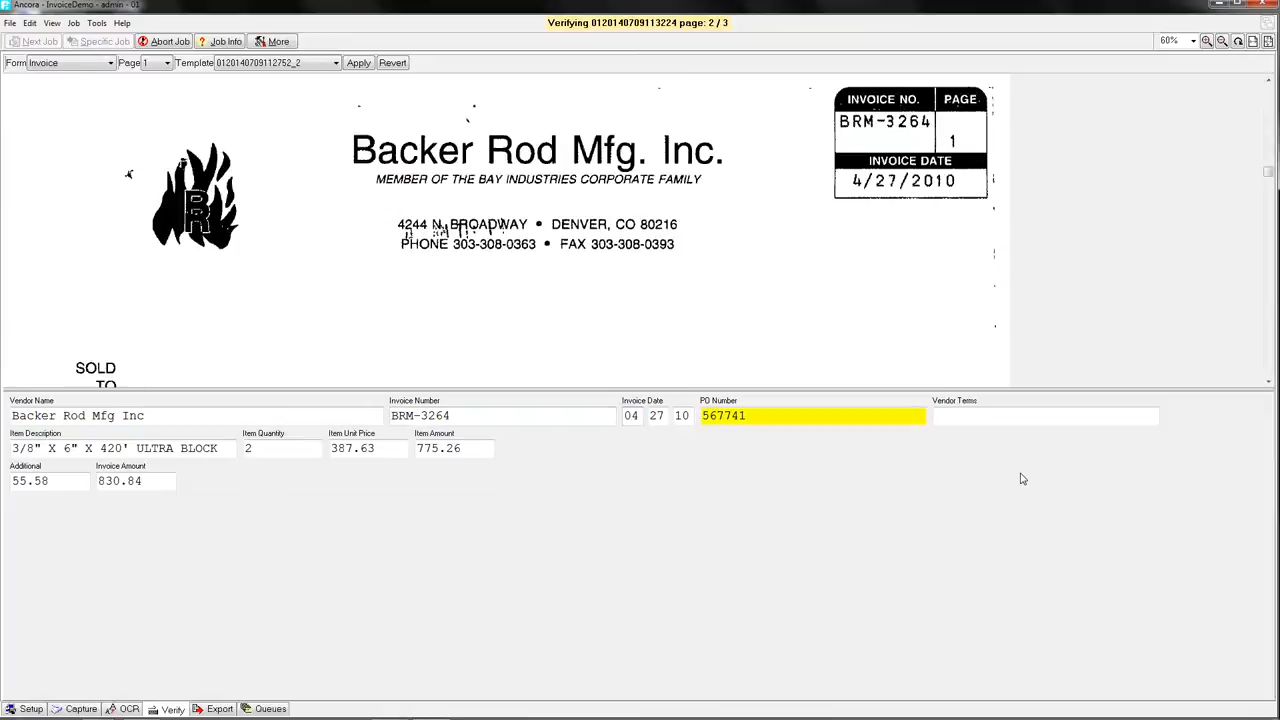 Ancora - InvoiceDemo - admin - 01
File Edit View Job Tools Help
Verifying 0120140709113224 page: 2 / 3
Next Job Specific Job Abort Job Job Info More
60%
Form Invoice Page 1 Template 0120140709112752_2 Apply Revert
INVOICE NO. PAGE
BRM-3264
1
INVOICE DATE
4/27/2010
BR
Backer Rod Mfg. Inc.
MEMBER OF THE BAY INDUSTRIES CORPORATE FAMILY
4244 N. BROADWAY • DENVER, CO 80216
PHONE 303-308-0363 • FAX 303-308-0393
SOLD
TO
Vendor Name Invoice Number Invoice Date PO Number Vendor Terms
Backer Rod Mfg Inc BRM-3264 04 27 10 567741
Item Description Item Quantity Item Unit Price Item Amount
3/8" X 6" X 420' ULTRA BLOCK 2 387.63 775.26
Additional Invoice Amount
55.58 830.84
Setup Capture OCR Verify Export Queues